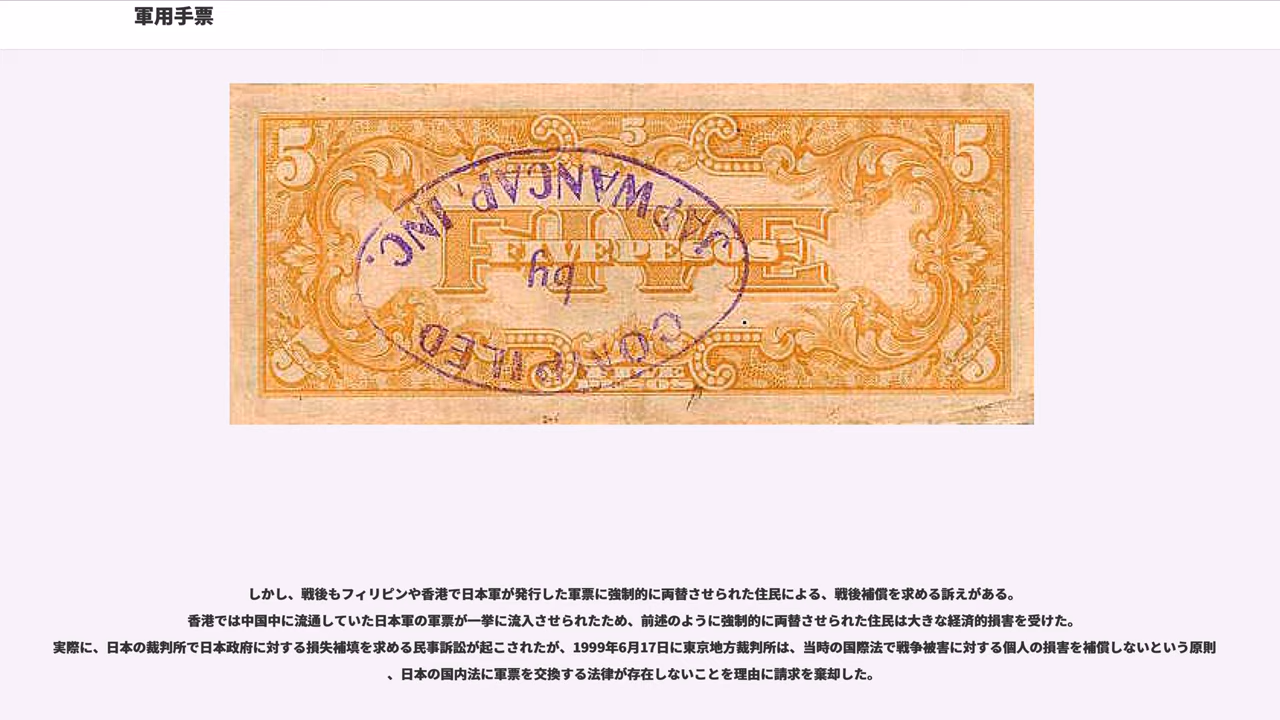 軍用手票
5 5 5
JAPWANCAP, INC.
FIVE
FIVE PESOS
by
COMPILED
5 FIVE 5
PESOS
しかし、戦後もフィリピンや香港で日本軍が発行した軍票に強制的に両替させられた住民による、戦後補償を求める訴えがある。
香港では中国中に流通していた日本軍の軍票が一挙に流入させられたため、前述のように強制的に両替させられた住民は大きな経済的損害を受けた。
実際に、日本の裁判所で日本政府に対する損失補填を求める民事訴訟が起こされたが、1999年6月17日に東京地方裁判所は、当時の国際法で戦争被害に対する個人の損害を補償しないという原則
、日本の国内法に軍票を交換する法律が存在しないことを理由に請求を棄却した。